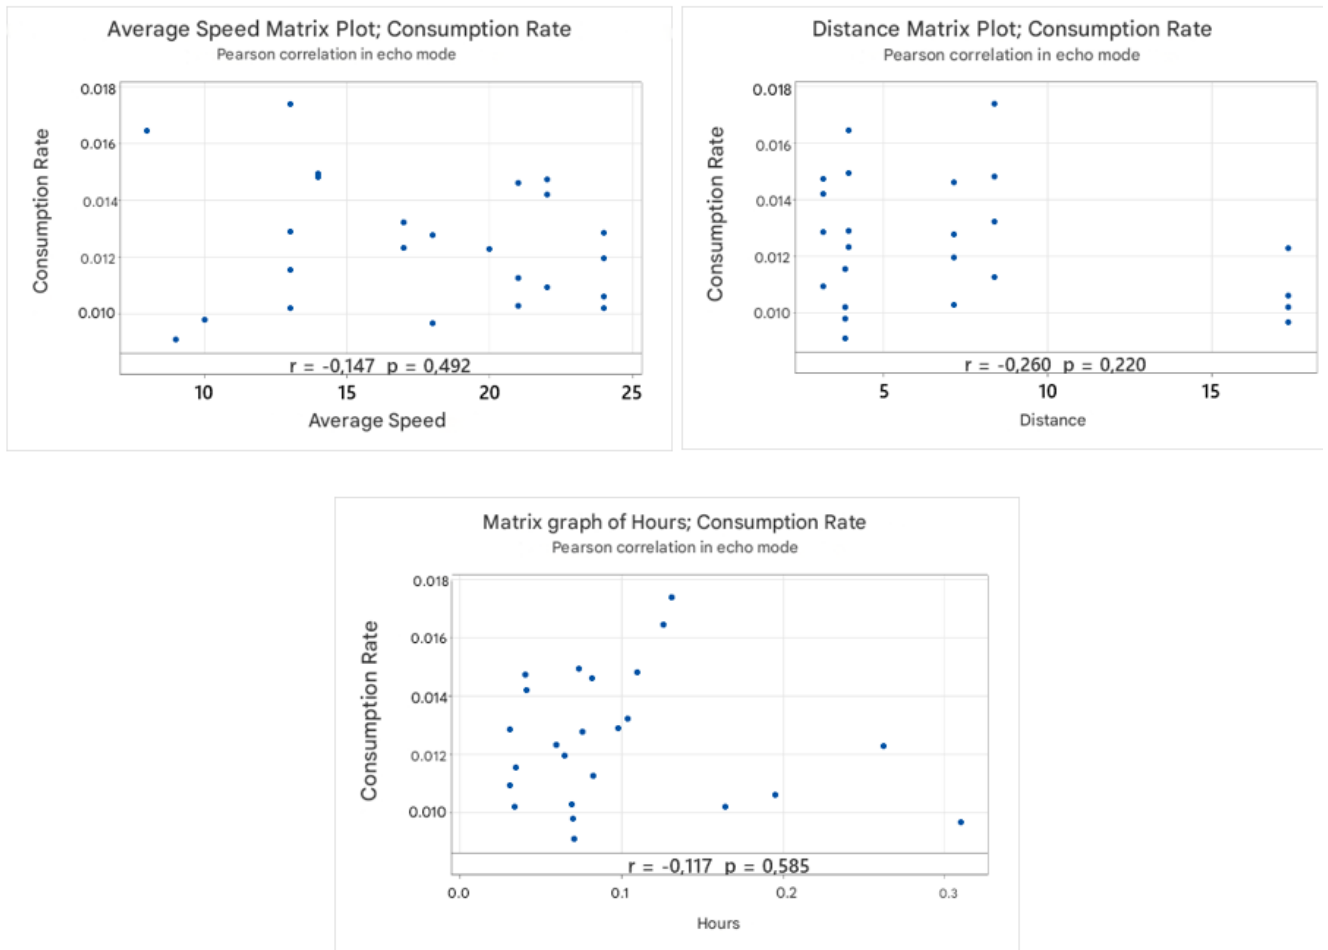 Average Speed Matrix Plot; Consumption Rate
Pearson correlation in echo mode
Consumption Rate
0.018
0.016
0.014
0.012
0.010
r = -0,147 p = 0,492
10 15 20 25
Average Speed
Distance Matrix Plot; Consumption Rate
Pearson correlation in echo mode
Consumption Rate
0.018
0.016
0.014
0.012
0.010
r = -0,260 p = 0,220
5 10 15
Distance
Matrix graph of Hours; Consumption Rate
Pearson correlation in echo mode
Consumption Rate
0.018
0.016
0.014
0.012
0.010
r = -0,117 p = 0,585
0.0 0.1 0.2 0.3
Hours